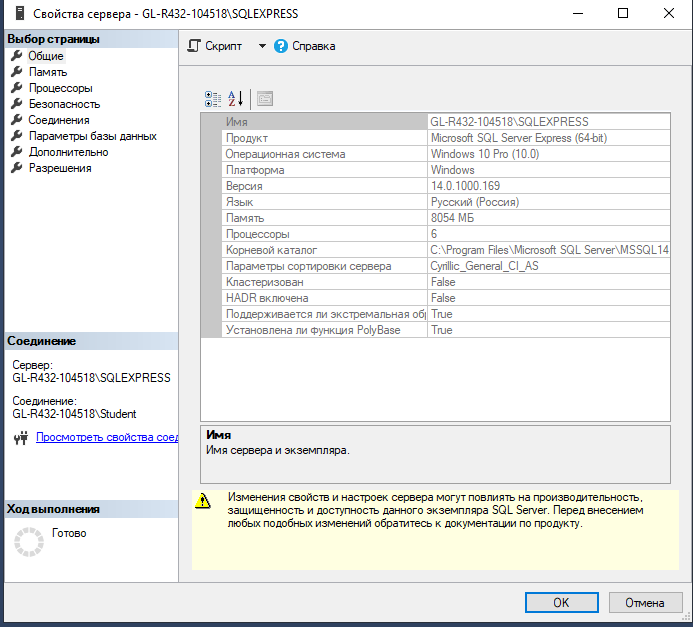 Свойства сервера - GL-R432-104518\SQLEXPRESS
Выбор страницы
Общие
Память
Процессоры
Безопасность
Соединения
Параметры базы данных
Дополнительно
Разрешения
Скрипт
Справка
Имя GL-R432-104518\SQLEXPRESS
Продукт Microsoft SQL Server Express (64-bit)
Операционная система Windows 10 Pro (10.0)
Платформа Windows
Версия 14.0.1000.169
Язык Русский (Россия)
Память 8054 МБ
Процессоры 6
Корневой каталог C:\Program Files\Microsoft SQL Server\MSSQL14
Параметры сортировки сервера Cyrillic_General_CI_AS
Кластеризован False
HADR включена False
Поддерживается ли экстремальная обр True
Установлена ли функция PolyBase True
Соединение
Сервер:
GL-R432-104518\SQLEXPRESS
Соединение:
GL-R432-104518\Student
Просмотреть свойства соед
Имя
Имя сервера и экземпляра.
Ход выполнения
Готово
Изменения свойств и настроек сервера могут повлиять на производительность,
защищенность и доступность данного экземпляра SQL Server. Перед внесением
любых подобных изменений обратитесь к документации по продукту.
OK
Отмена